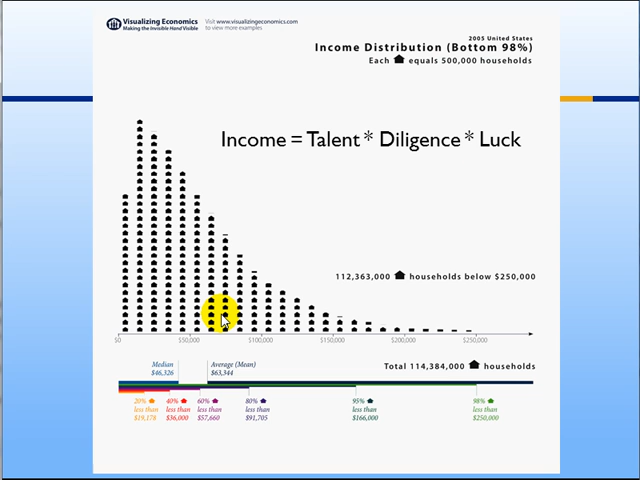 Visualizing Economics
Making the Invisible Hand Visible
Visit www.visualizingeconomics.com
to view more examples
2005 United States
Income Distribution (Bottom 98%)
Each equals 500,000 households
Income = Talent * Diligence * Luck
112,363,000 households below $250,000
$0 $50,000 $100,000 $150,000 $200,000 $250,000
Median
$46,326
Average (Mean)
$63,344
Total 114,384,000 households
20%
less than
$19,178
40%
less than
$36,000
60%
less than
$57,660
80%
less than
$91,705
95%
less than
$166,000
98%
less than
$250,000